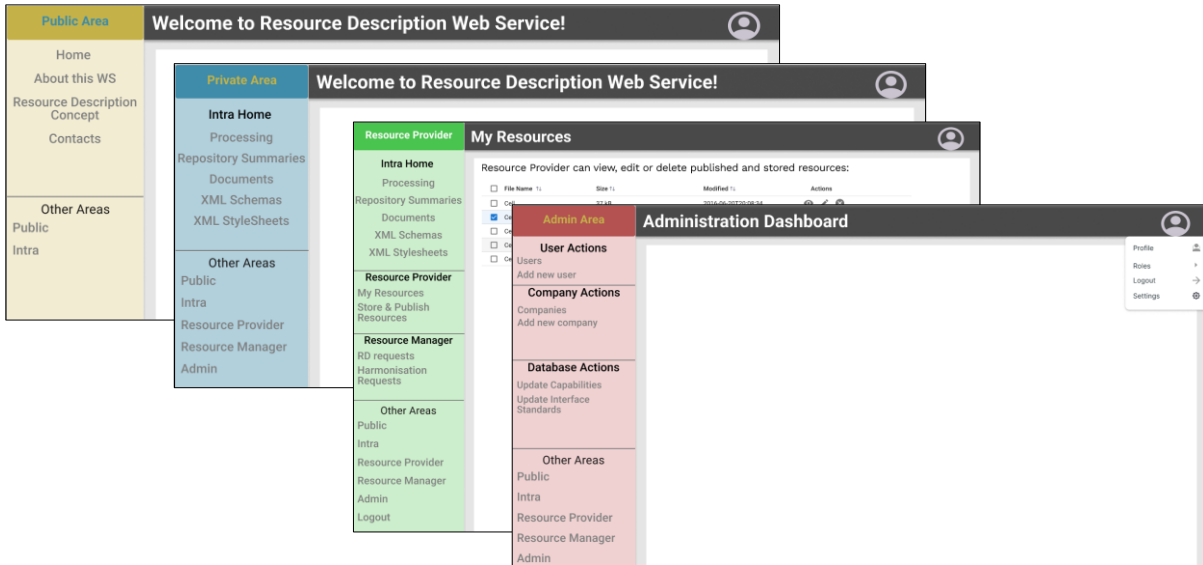 Public Area
Welcome to Resource Description Web Service!
Home
About this WS
Resource Description
Concept
Contacts
Other Areas
Public
Intra
Private Area
Welcome to Resource Description Web Service!
Intra Home
Processing
Repository Summaries
Documents
XML Schemas
XML StyleSheets
Other Areas
Public
Intra
Resource Provider
Resource Manager
Admin
Resource Provider
My Resources
Intra Home
Processing
Repository Summaries
Documents
XML Schemas
XML Stylesheets
Resource Provider
My Resources
Store & Publish
Resources
Resource Manager
RD requests
Harmonisation
Requests
Other Areas
Public
Intra
Resource Provider
Resource Manager
Admin
Logout
Resource Provider can view, edit or delete published and stored resources:
File Name ↑↓ Size ↑↓ Modified ↑↓ Actions
Admin Area
Administration Dashboard
User Actions
Users
Add new user
Company Actions
Companies
Add new company
Database Actions
Update Capabilities
Update Interface
Standards
Other Areas
Public
Intra
Resource Provider
Resource Manager
Admin
Profile
Roles
Logout
Settings